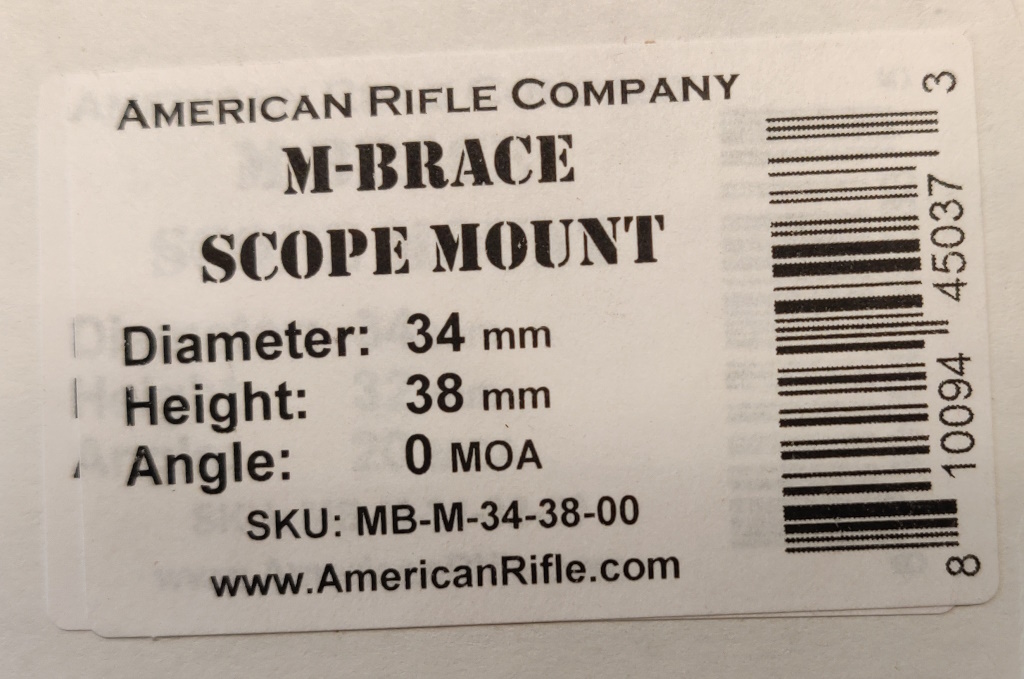 AMERICAN RIFLE COMPANY
M-BRACE
SCOPE MOUNT
Diameter: 34 mm
Height: 38 mm
Angle: 0 MOA
SKU: MB-M-34-38-00
www.AmericanRifle.com
8 10094 45037 3